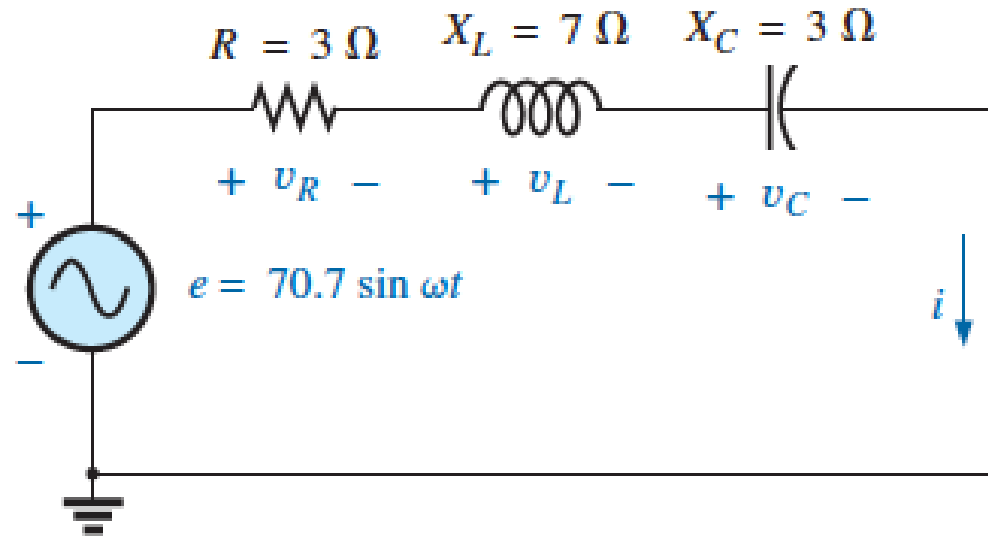 R = 3 Ω X_L = 7 Ω X_C = 3 Ω
+ v_R − + v_L − + v_C −
+
e = 70.7 sin ωt
i
−